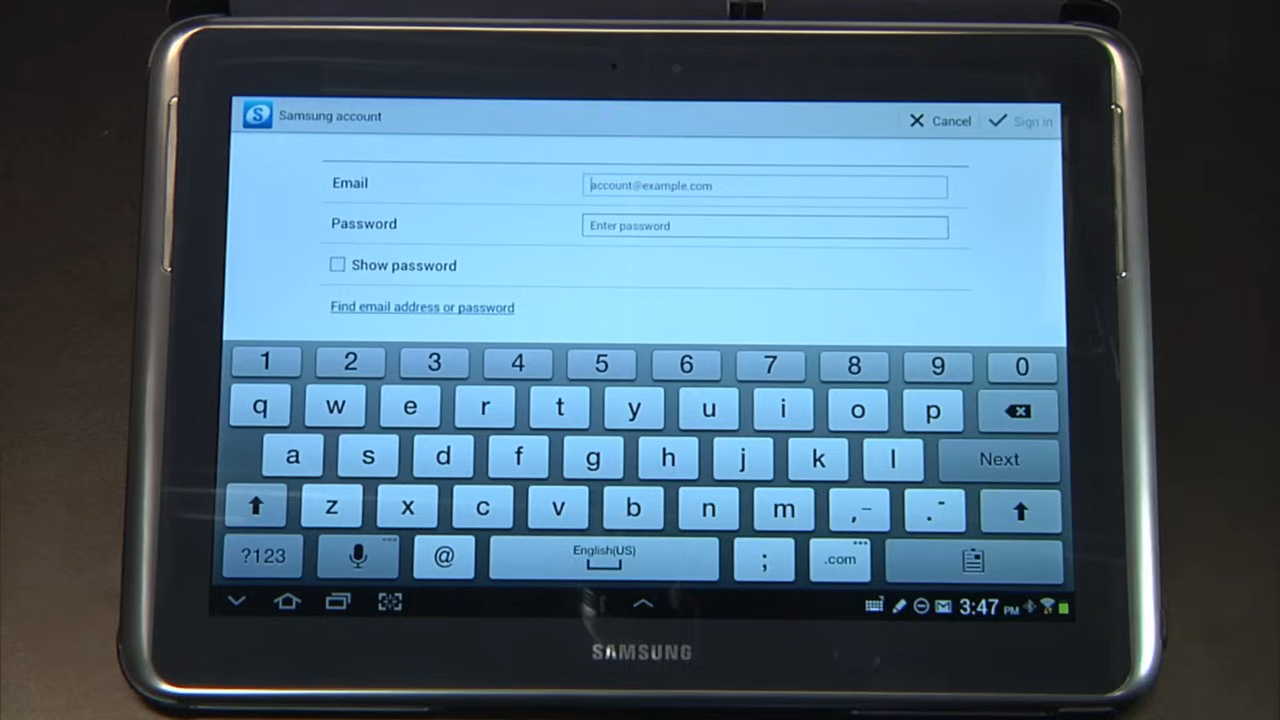 Samsung account
Cancel
Sign in
Email
account@example.com
Password
Enter password
Show password
Find email address or password
1 2 3 4 5 6 7 8 9 0
q w e r t y u i o p
a s d f g h j k l Next
z x c v b n m ,- .-
?123 @ English(US) ; .com
3:47 PM
SAMSUNG